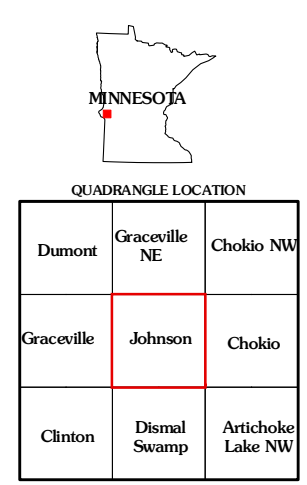 MINNESOTA
QUADRANGLE LOCATION
Dumont
Graceville
NE
Chokio NW
Graceville
Johnson
Chokio
Clinton
Dismal
Swamp
Artichoke
Lake NW